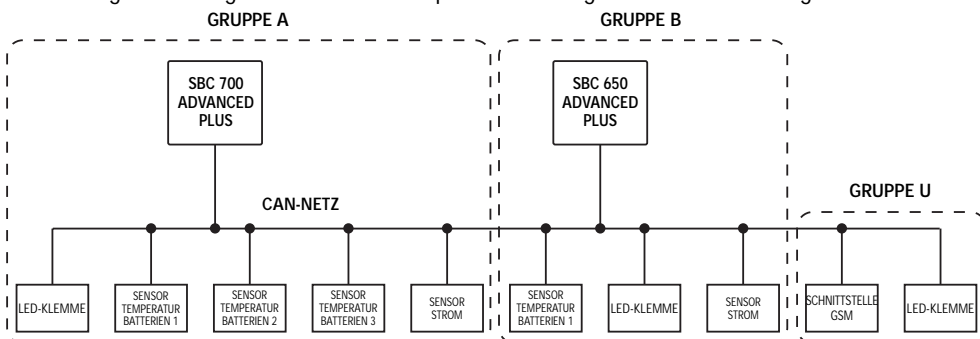 GRUPPE A
GRUPPE B
SBC 700
ADVANCED
PLUS
SBC 650
ADVANCED
PLUS
CAN-NETZ
GRUPPE U
LED-KLEMME
SENSOR
TEMPERATUR
BATTERIEN 1
SENSOR
TEMPERATUR
BATTERIEN 2
SENSOR
TEMPERATUR
BATTERIEN 3
SENSOR
STROM
SENSOR
TEMPERATUR
BATTERIEN 1
LED-KLEMME
SENSOR
STROM
SCHNITTSTELLE
GSM
LED-KLEMME